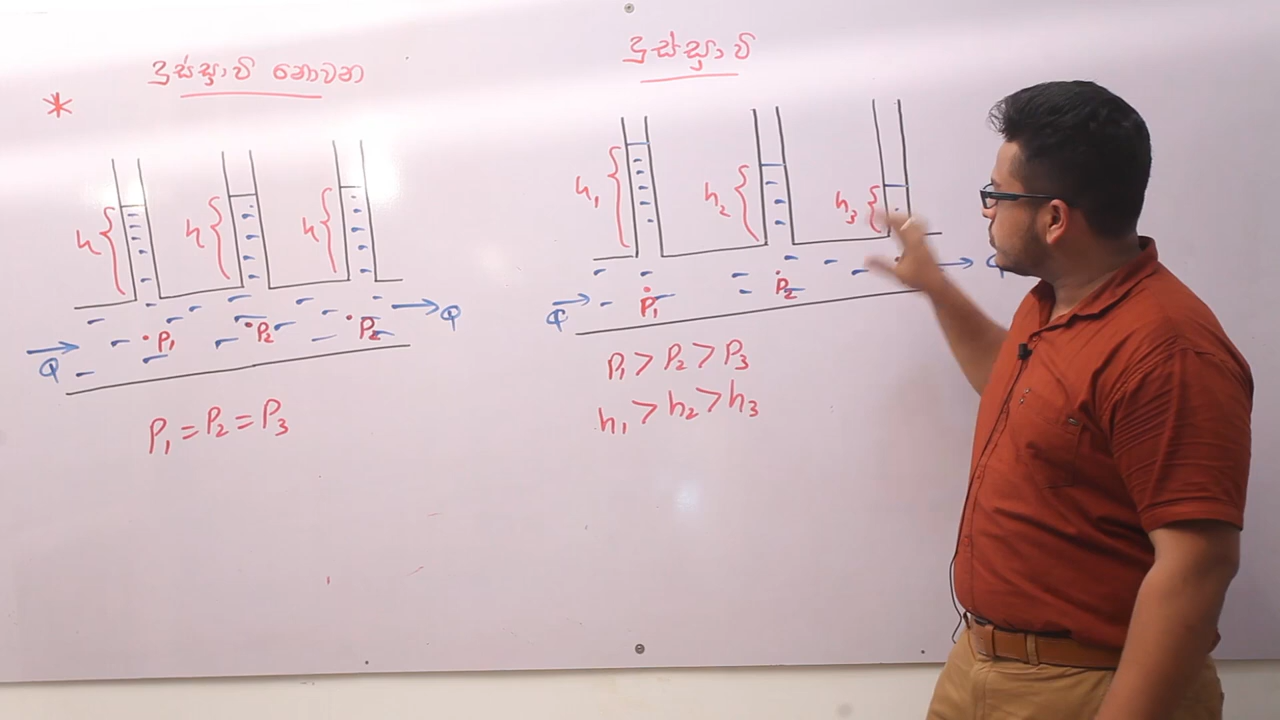 දුස්ස්‍රාවී නොවන
*
h h h
P₁ P₂ P₂
Q Q
P₁ = P₂ = P₃
දුස්ස්‍රාවී
h₁ h₂ h₃
P₁ P₂
Q
P₁ > P₂ > P₃
h₁ > h₂ > h₃